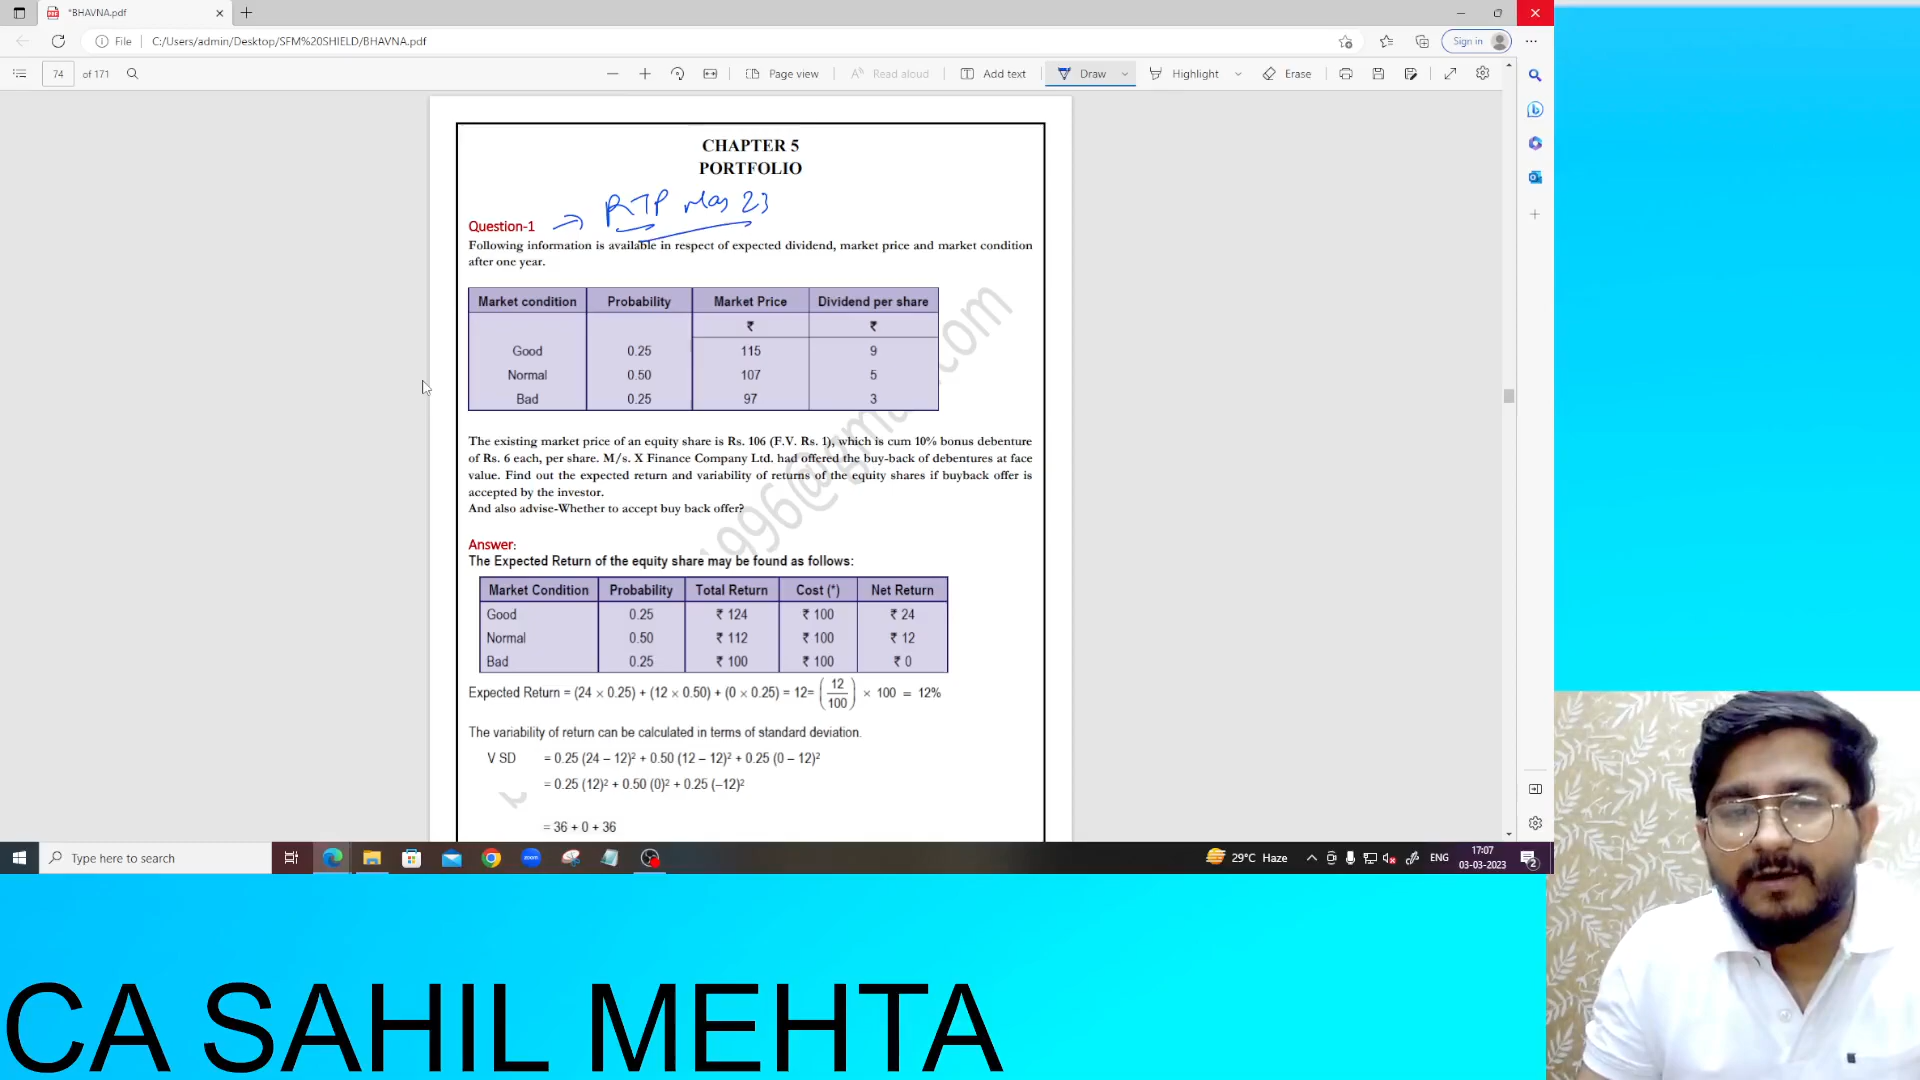 *BHAVNA.pdf
File C:/Users/admin/Desktop/SFM%20SHIELD/BHAVNA.pdf Sign in
74 of 171 Page view Read aloud Add text Draw Highlight Erase
CHAPTER 5
PORTFOLIO
RTP May 23
Question-1
Following information is available in respect of expected dividend, market price and market condition
after one year.
Market condition Probability Market Price Dividend per share
₹ ₹
Good 0.25 115 9
Normal 0.50 107 5
Bad 0.25 97 3
The existing market price of an equity share is Rs. 106 (F.V. Rs. 1), which is cum 10% bonus debenture
of Rs. 6 each, per share. M/s. X Finance Company Ltd. had offered the buy-back of debentures at face
value. Find out the expected return and variability of returns of the equity shares if buyback offer is
accepted by the investor.
And also advise-Whether to accept buy back offer?
Answer:
The Expected Return of the equity share may be found as follows:
Market Condition Probability Total Return Cost (*) Net Return
Good 0.25 ₹ 124 ₹ 100 ₹ 24
Normal 0.50 ₹ 112 ₹ 100 ₹ 12
Bad 0.25 ₹ 100 ₹ 100 ₹ 0
Expected Return = (24 × 0.25) + (12 × 0.50) + (0 × 0.25) = 12= (12/100) × 100 = 12%
The variability of return can be calculated in terms of standard deviation.
V SD = 0.25 (24 – 12)² + 0.50 (12 – 12)² + 0.25 (0 – 12)²
= 0.25 (12)² + 0.50 (0)² + 0.25 (–12)²
= 36 + 0 + 36
Type here to search zoom 29°C Haze ENG 17:07
03-03-2023 2
CA SAHIL MEHTA